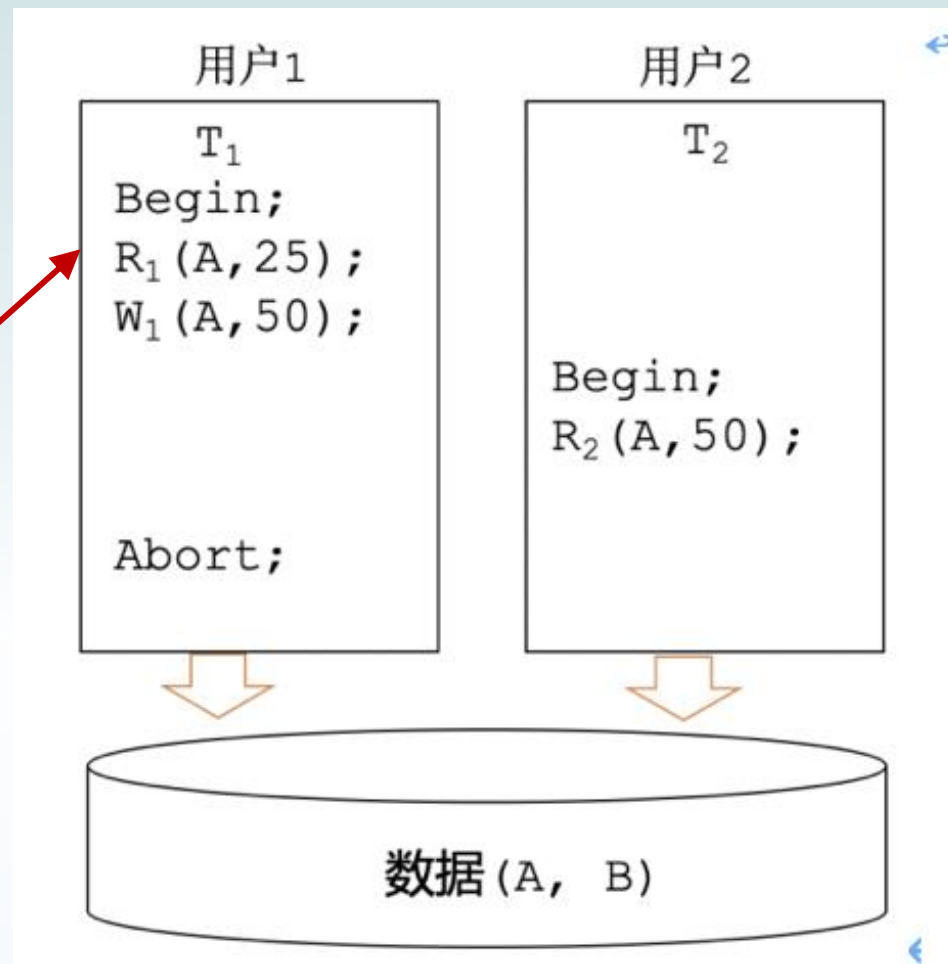 用户1
用户2
T₁
Begin;
R₁(A,25);
W₁(A,50);
Abort;
T₂
Begin;
R₂(A,50);
数据(A, B)